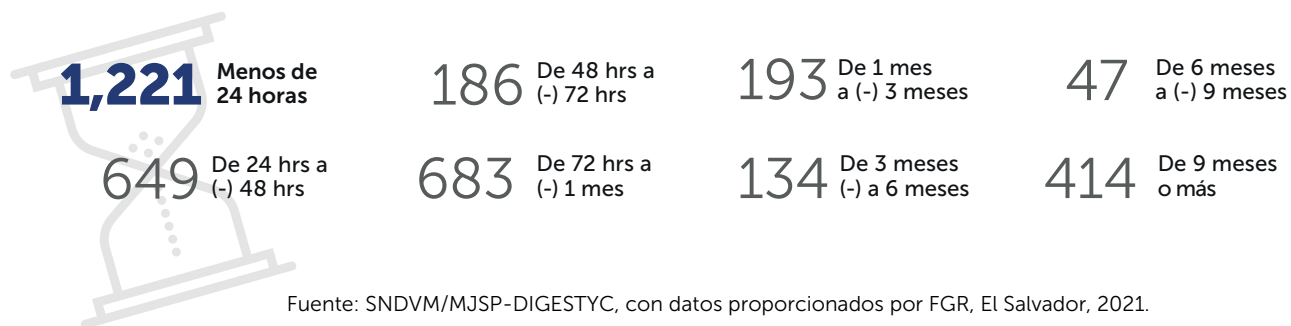 1,221 Menos de
24 horas
649 De 24 hrs a
(-) 48 hrs
186 De 48 hrs a
(-) 72 hrs
683 De 72 hrs a
(-) 1 mes
193 De 1 mes
a (-) 3 meses
134 De 3 meses
(-) a 6 meses
47 De 6 meses
a (-) 9 meses
414 De 9 meses
o más
Fuente: SNDVM/MJSP-DIGESTYC, con datos proporcionados por FGR, El Salvador, 2021.